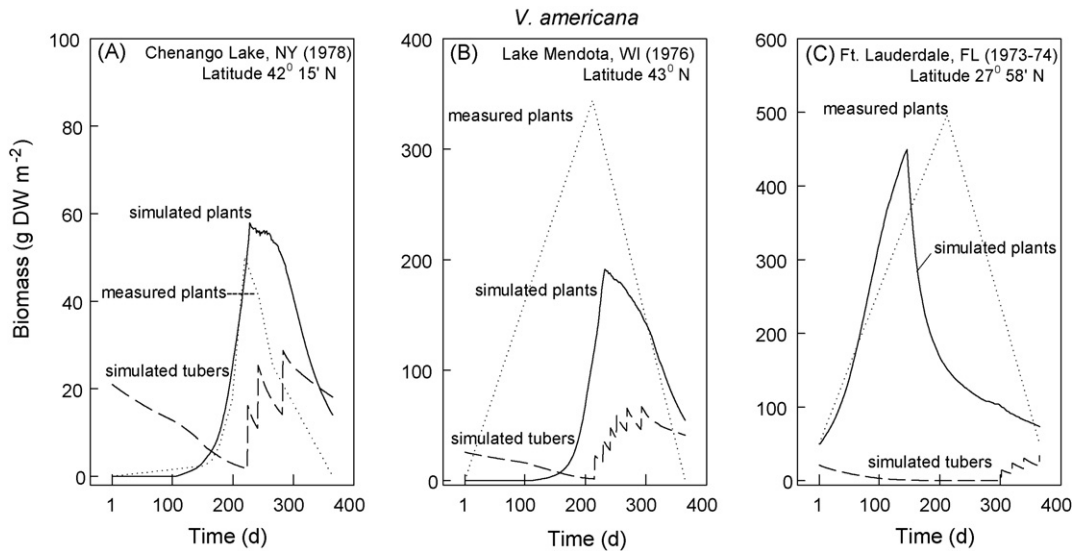 V. americana
(A) Chenango Lake, NY (1978)
Latitude 42⁰ 15' N
Biomass (g DW m⁻²)
100
80
60
40
20
0
simulated plants
measured plants
simulated tubers
1 100 200 300 400
Time (d)
(B) Lake Mendota, WI (1976)
Latitude 43⁰ N
400
300
200
100
0
measured plants
simulated plants
simulated tubers
1 100 200 300 400
Time (d)
(C) Ft. Lauderdale, FL (1973-74)
Latitude 27⁰ 58' N
600
500
400
300
200
100
0
measured plants
simulated plants
simulated tubers
1 100 200 300 400
Time (d)